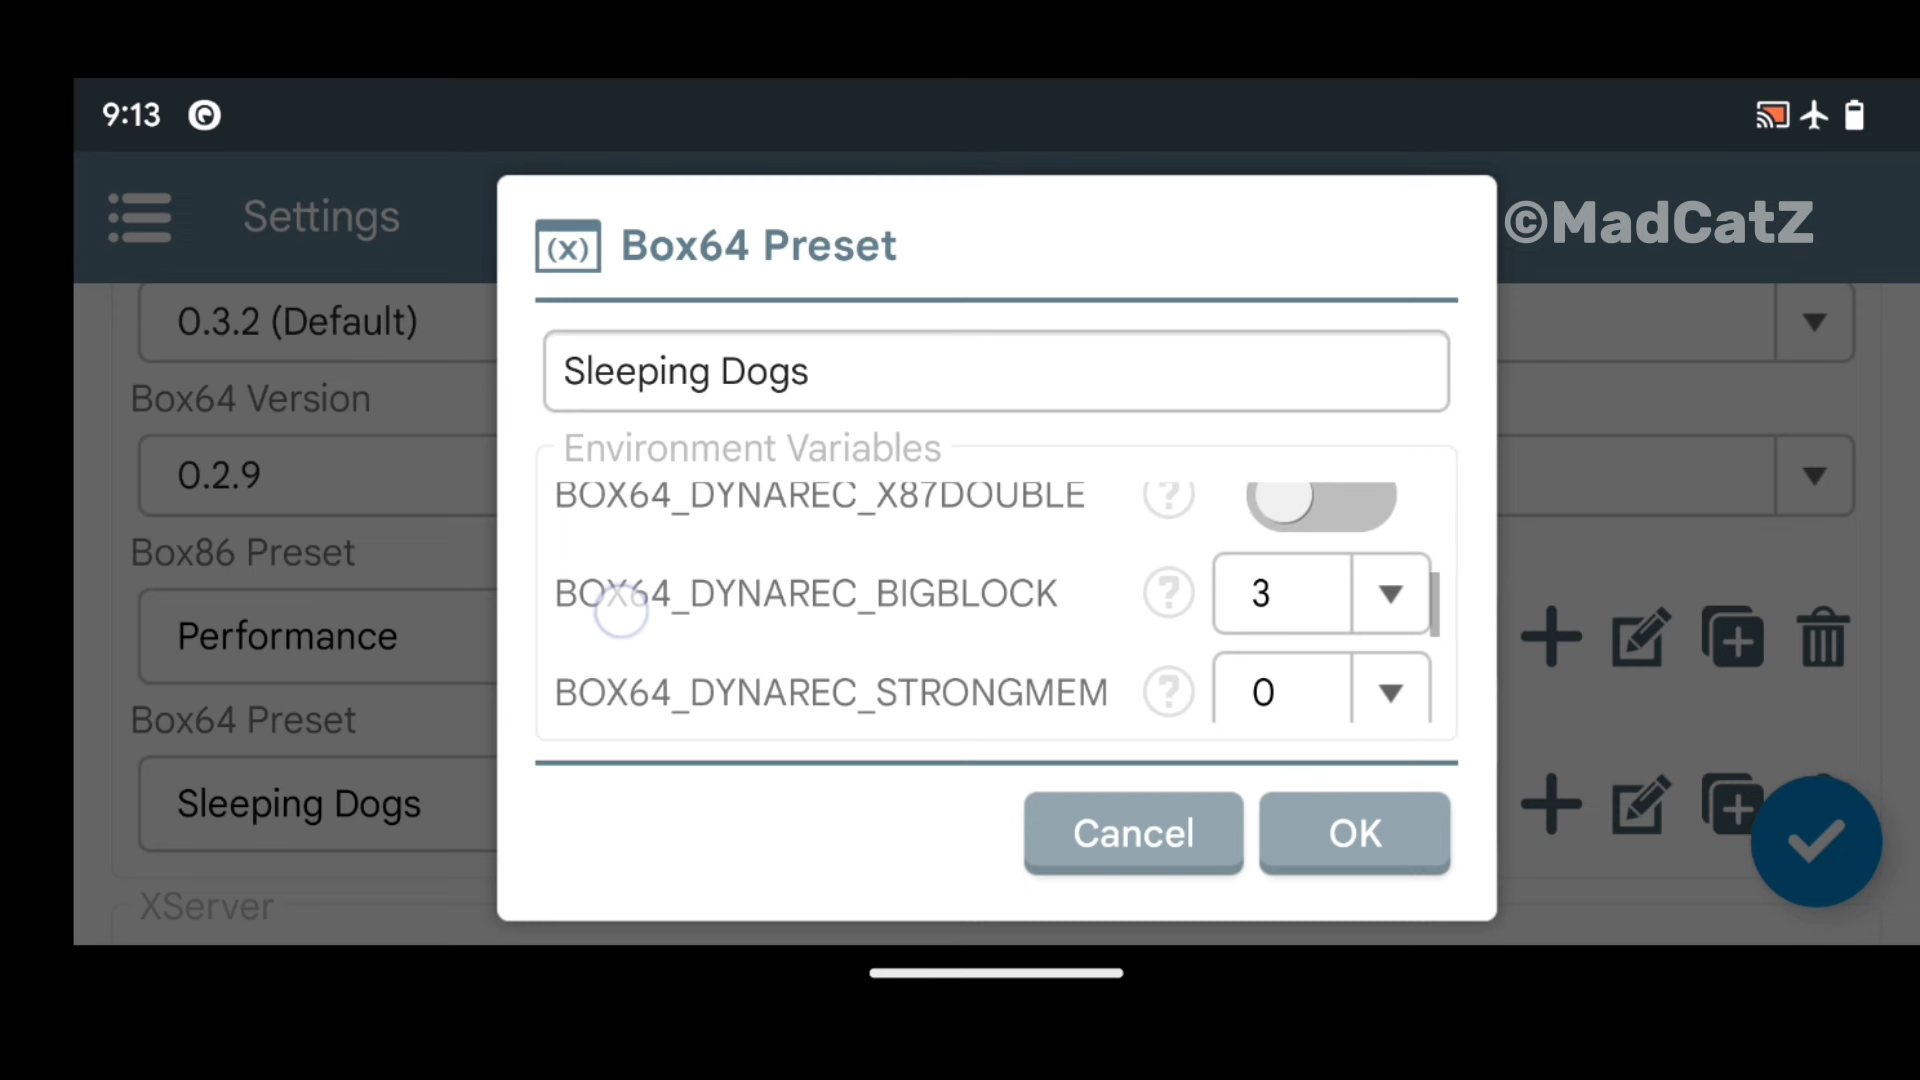 9:13
Settings
©MadCatZ
(x) Box64 Preset
0.3.2 (Default)
Sleeping Dogs
Box64 Version
Environment Variables
BOX64_DYNAREC_X87DOUBLE ?
0.2.9
Box86 Preset
BOX64_DYNAREC_BIGBLOCK ? 3
Performance
BOX64_DYNAREC_STRONGMEM ? 0
Box64 Preset
Sleeping Dogs
Cancel
OK
XServer